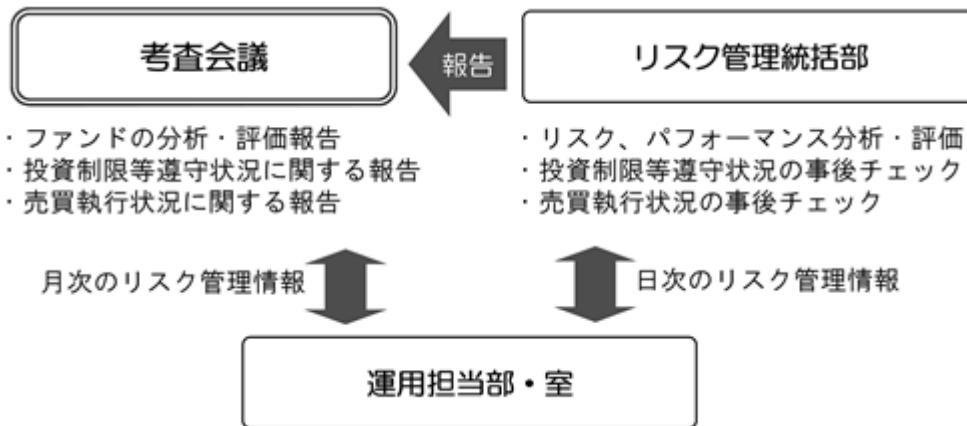 考査会議
報告
リスク管理統括部
・ファンドの分析・評価報告
・投資制限等遵守状況に関する報告
・売買執行状況に関する報告
・リスク、パフォーマンス分析・評価
・投資制限等遵守状況の事後チェック
・売買執行状況の事後チェック
月次のリスク管理情報
日次のリスク管理情報
運用担当部・室